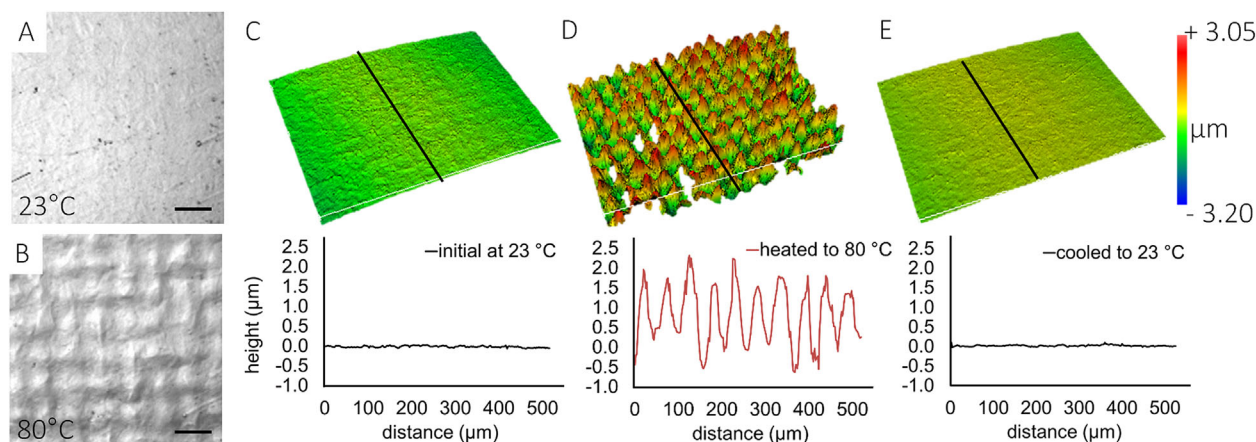 A
23°C
B
80°C
C
D
E
+ 3.05
µm
- 3.20
initial at 23 °C
2.5
2.0
1.5
1.0
0.5
0.0
-0.5
-1.0
height (µm)
0 100 200 300 400 500
distance (µm)
heated to 80 °C
2.5
2.0
1.5
1.0
0.5
0.0
-0.5
-1.0
0 100 200 300 400 500
distance (µm)
cooled to 23 °C
2.5
2.0
1.5
1.0
0.5
0.0
-0.5
-1.0
0 100 200 300 400 500
distance (µm)